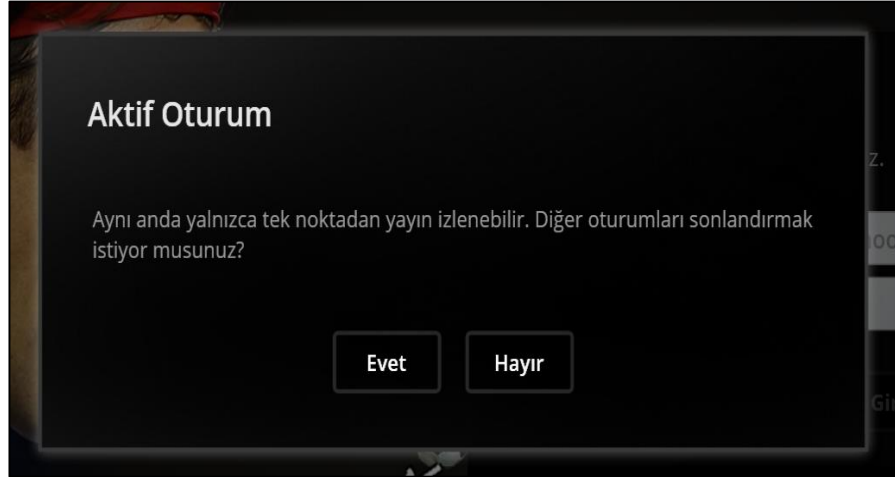 Aktif Oturum
z.
Aynı anda yalnızca tek noktadan yayın izlenebilir. Diğer oturumları sonlandırmak
istiyor musunuz?
Evet Hayır